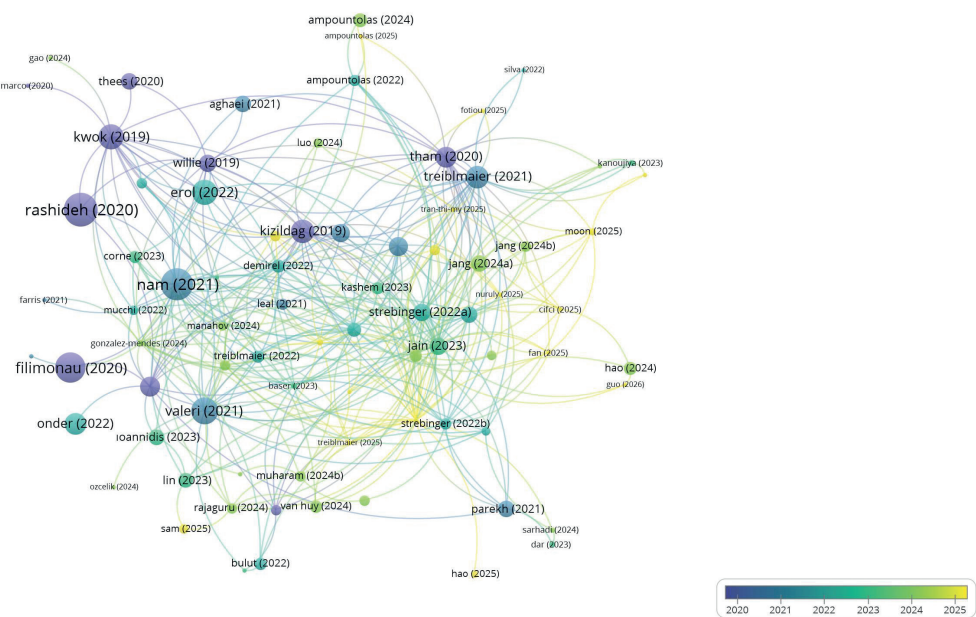 ampountolas (2024)
ampountolas (2025)
gao (2024)
silva (2022)
thees (2020)
ampountolas (2022)
marco (2020)
aghaei (2021)
fotiou (2025)
kwok (2019)
luo (2024)
tham (2020)
willie (2019)
kanoujiya (2023)
treiblmaier (2021)
erol (2022)
rashideh (2020)
tran-thi-my (2025)
kizildag (2019)
moon (2025)
jang (2024b)
corne (2023)
demirel (2022)
jang (2024a)
nam (2021)
kashem (2023)
nuruly (2025)
farris (2021)
leal (2021)
mucchi (2022)
strebinger (2022a)
cifci (2025)
manahov (2024)
gonzalez-mendes (2024)
jain (2023)
treiblmaier (2022)
fan (2025)
filimonau (2020)
hao (2024)
baser (2023)
guo (2026)
valeri (2021)
onder (2022)
strebinger (2022b)
ioannidis (2023)
treiblmaier (2025)
muharam (2024b)
lin (2023)
ozcelik (2024)
rajaguru (2024)
van huy (2024)
parekh (2021)
sam (2025)
sarhadi (2024)
dar (2023)
bulut (2022)
hao (2025)
2020 2021 2022 2023 2024 2025